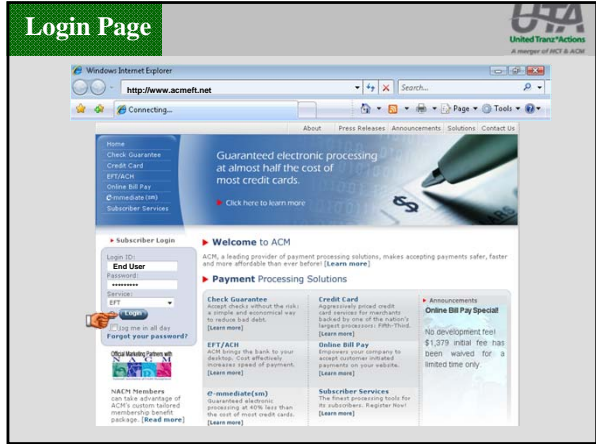 Login Page
UTA
United Tranz*Actions
A merger of HCI & ACM
Windows Internet Explorer
http://www.acmeft.net
Search...
Connecting...
Page
Tools
About Press Releases Announcements Solutions Contact Us
Home
Check Guarantee
Credit Card
EFT/ACH
Online Bill Pay
e-mmediate (sm)
Subscriber Services
Guaranteed electronic processing
at almost half the cost of
most credit cards.
Click here to learn more
Subscriber Login
Login ID:
End User
Password:
•••••••••
Service:
EFT
Login
log me in all day
Forgot your password?
Official Marketing Partners with
N A C M
NACM Members
can take advantage of
ACM's custom tailored
membership benefit
package. [Read more]
Welcome to ACM
ACM, a leading provider of payment processing solutions, makes accepting payments safer, faster
and more affordable than ever before! [Learn more]
Payment Processing Solutions
Check Guarantee
Accept checks without the risk:
a simple and economical way
to reduce bad debt.
[Learn more]
Credit Card
Aggressively priced credit
card services for merchants
backed by one of the nation's
largest processors: Fifth-Third.
[Learn more]
EFT/ACH
ACM brings the bank to your
desktop. Cost affectively
increases speed of payment.
[Learn more]
Online Bill Pay
Empowers your company to
accept customer initiated
payments on your website.
[Learn more]
e-mmediate(sm)
Guaranteed electronic
processing at 40% less than
the cost of most credit cards.
[Learn more]
Subscriber Services
The finest processing tools for
its subscribers. Register Now!
[Learn more]
Announcements
Online Bill Pay Special!
No development fee!
$1,379 initial fee has
been waived for a
limited time only.